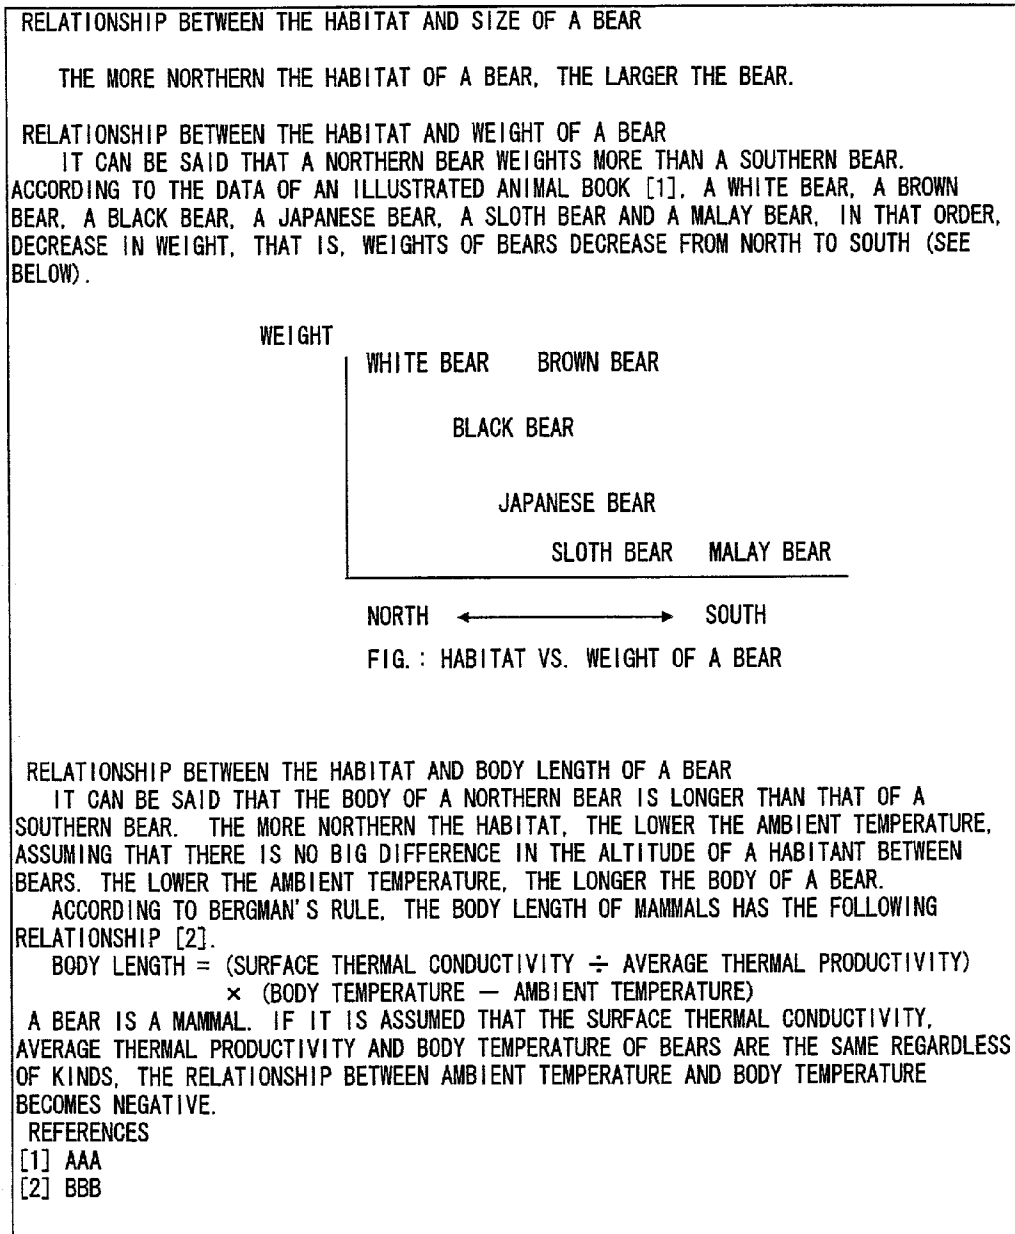 RELATIONSHIP BETWEEN THE HABITAT AND SIZE OF A BEAR
THE MORE NORTHERN THE HABITAT OF A BEAR, THE LARGER THE BEAR.
RELATIONSHIP BETWEEN THE HABITAT AND WEIGHT OF A BEAR
IT CAN BE SAID THAT A NORTHERN BEAR WEIGHTS MORE THAN A SOUTHERN BEAR.
ACCORDING TO THE DATA OF AN ILLUSTRATED ANIMAL BOOK [1], A WHITE BEAR, A BROWN
BEAR, A BLACK BEAR, A JAPANESE BEAR, A SLOTH BEAR AND A MALAY BEAR, IN THAT ORDER,
DECREASE IN WEIGHT, THAT IS, WEIGHTS OF BEARS DECREASE FROM NORTH TO SOUTH (SEE
BELOW).
WEIGHT
WHITE BEAR BROWN BEAR
BLACK BEAR
JAPANESE BEAR
SLOTH BEAR MALAY BEAR
NORTH ←→ SOUTH
FIG.: HABITAT VS. WEIGHT OF A BEAR
RELATIONSHIP BETWEEN THE HABITAT AND BODY LENGTH OF A BEAR
IT CAN BE SAID THAT THE BODY OF A NORTHERN BEAR IS LONGER THAN THAT OF A
SOUTHERN BEAR. THE MORE NORTHERN THE HABITAT, THE LOWER THE AMBIENT TEMPERATURE,
ASSUMING THAT THERE IS NO BIG DIFFERENCE IN THE ALTITUDE OF A HABITANT BETWEEN
BEARS. THE LOWER THE AMBIENT TEMPERATURE, THE LONGER THE BODY OF A BEAR.
ACCORDING TO BERGMAN'S RULE, THE BODY LENGTH OF MAMMALS HAS THE FOLLOWING
RELATIONSHIP [2].
BODY LENGTH = (SURFACE THERMAL CONDUCTIVITY ÷ AVERAGE THERMAL PRODUCTIVITY)
× (BODY TEMPERATURE — AMBIENT TEMPERATURE)
A BEAR IS A MAMMAL. IF IT IS ASSUMED THAT THE SURFACE THERMAL CONDUCTIVITY,
AVERAGE THERMAL PRODUCTIVITY AND BODY TEMPERATURE OF BEARS ARE THE SAME REGARDLESS
OF KINDS, THE RELATIONSHIP BETWEEN AMBIENT TEMPERATURE AND BODY TEMPERATURE
BECOMES NEGATIVE.
REFERENCES
[1] AAA
[2] BBB